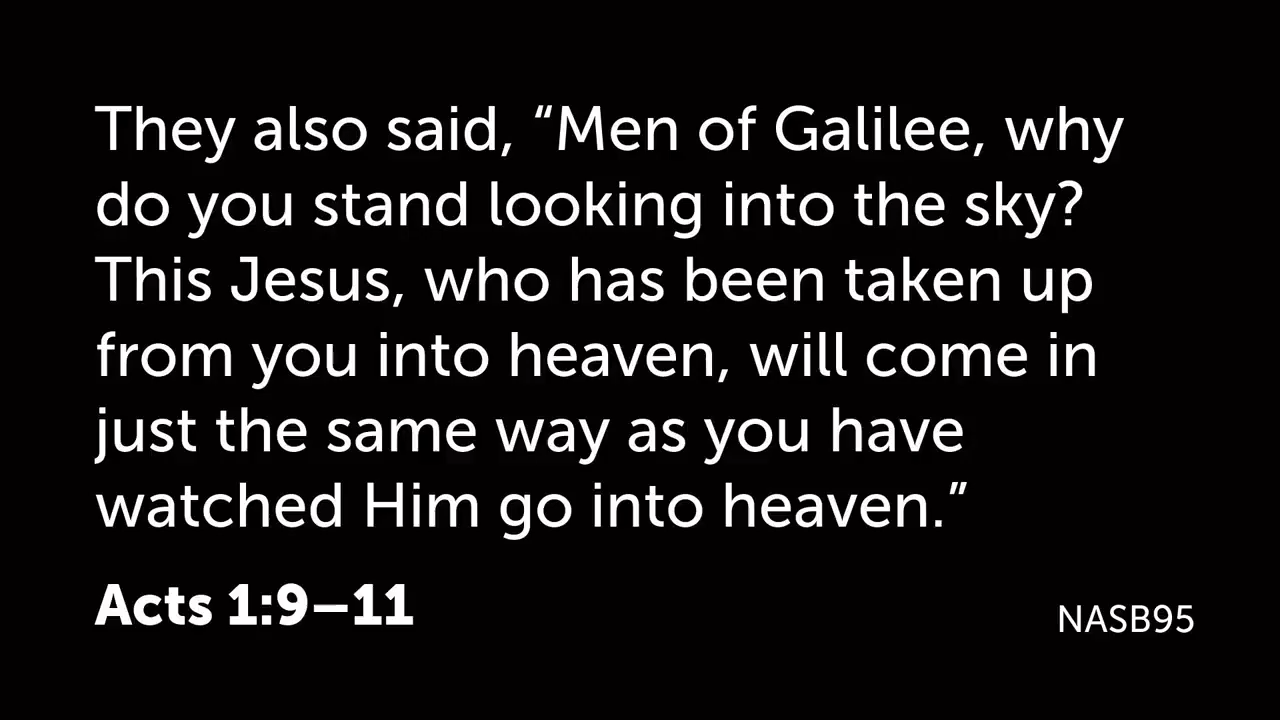 They also said, “Men of Galilee, why
do you stand looking into the sky?
This Jesus, who has been taken up
from you into heaven, will come in
just the same way as you have
watched Him go into heaven.”
Acts 1:9–11
NASB95